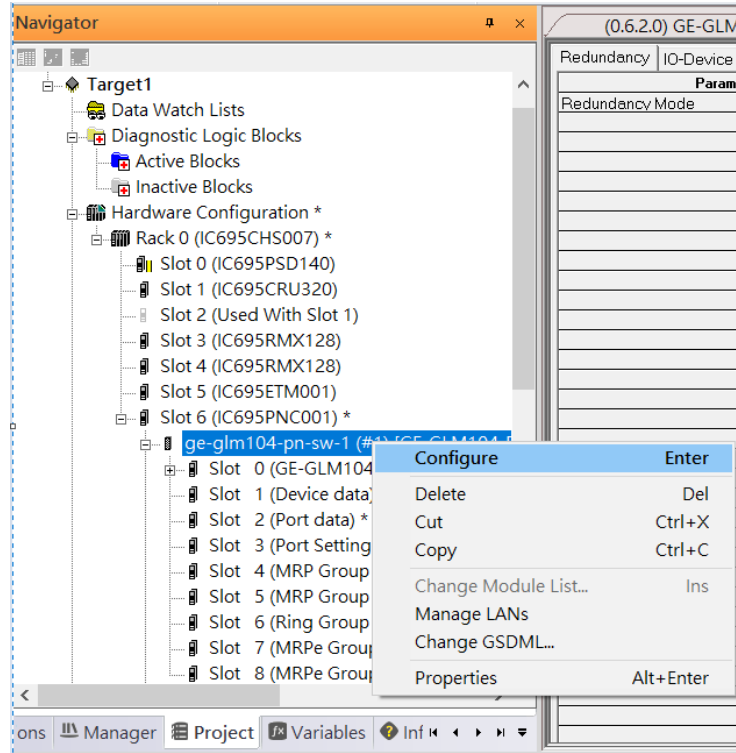 Navigator
(0.6.2.0) GE-GLM
Redundancy IO-Device
Param
Redundancy Mode
Target1
Data Watch Lists
Diagnostic Logic Blocks
Active Blocks
Inactive Blocks
Hardware Configuration *
Rack 0 (IC695CHS007) *
Slot 0 (IC695PSD140)
Slot 1 (IC695CRU320)
Slot 2 (Used With Slot 1)
Slot 3 (IC695RMX128)
Slot 4 (IC695RMX128)
Slot 5 (IC695ETM001)
Slot 6 (IC695PNC001) *
ge-glm104-pn-sw-1 (#1) [GE-GLM104-
Slot 0 (GE-GLM104
Slot 1 (Device data)
Slot 2 (Port data) *
Slot 3 (Port Setting
Slot 4 (MRP Group
Slot 5 (MRP Group
Slot 6 (Ring Group
Slot 7 (MRPe Group
Slot 8 (MRPe Group
Configure Enter
Delete Del
Cut Ctrl+X
Copy Ctrl+C
Change Module List... Ins
Manage LANs
Change GSDML...
Properties Alt+Enter
ons Manager Project Variables Inf